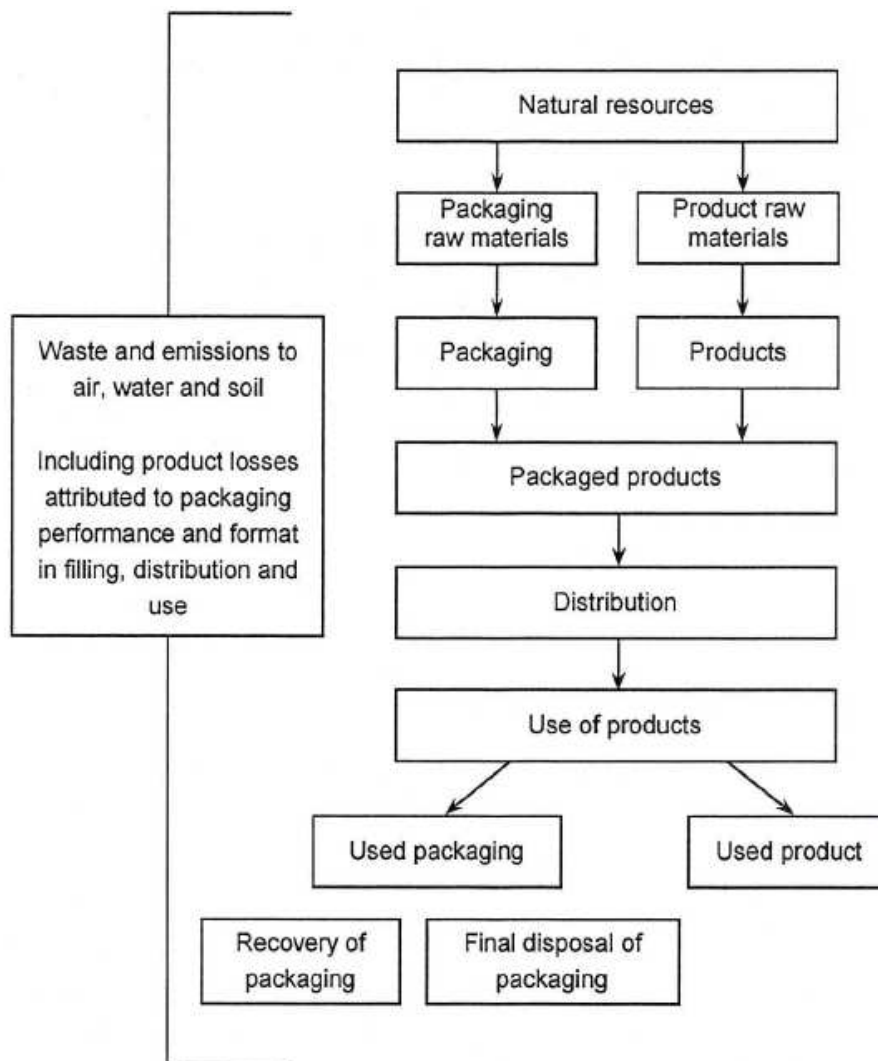 Natural resources
Packaging
raw materials
Product raw
materials
Waste and emissions to
air, water and soil
Including product losses
attributed to packaging
performance and format
in filling, distribution and
use
Packaging
Products
Packaged products
Distribution
Use of products
Used packaging
Used product
Recovery of
packaging
Final disposal of
packaging